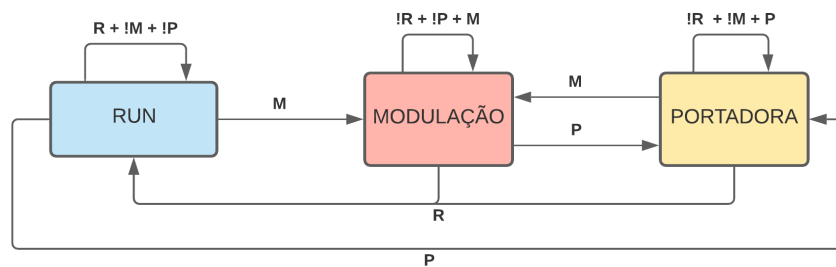 R + !M + !P
!R + !P + M
!R + !M + P
RUN
M
MODULAÇÃO
M
P
PORTADORA
R
P